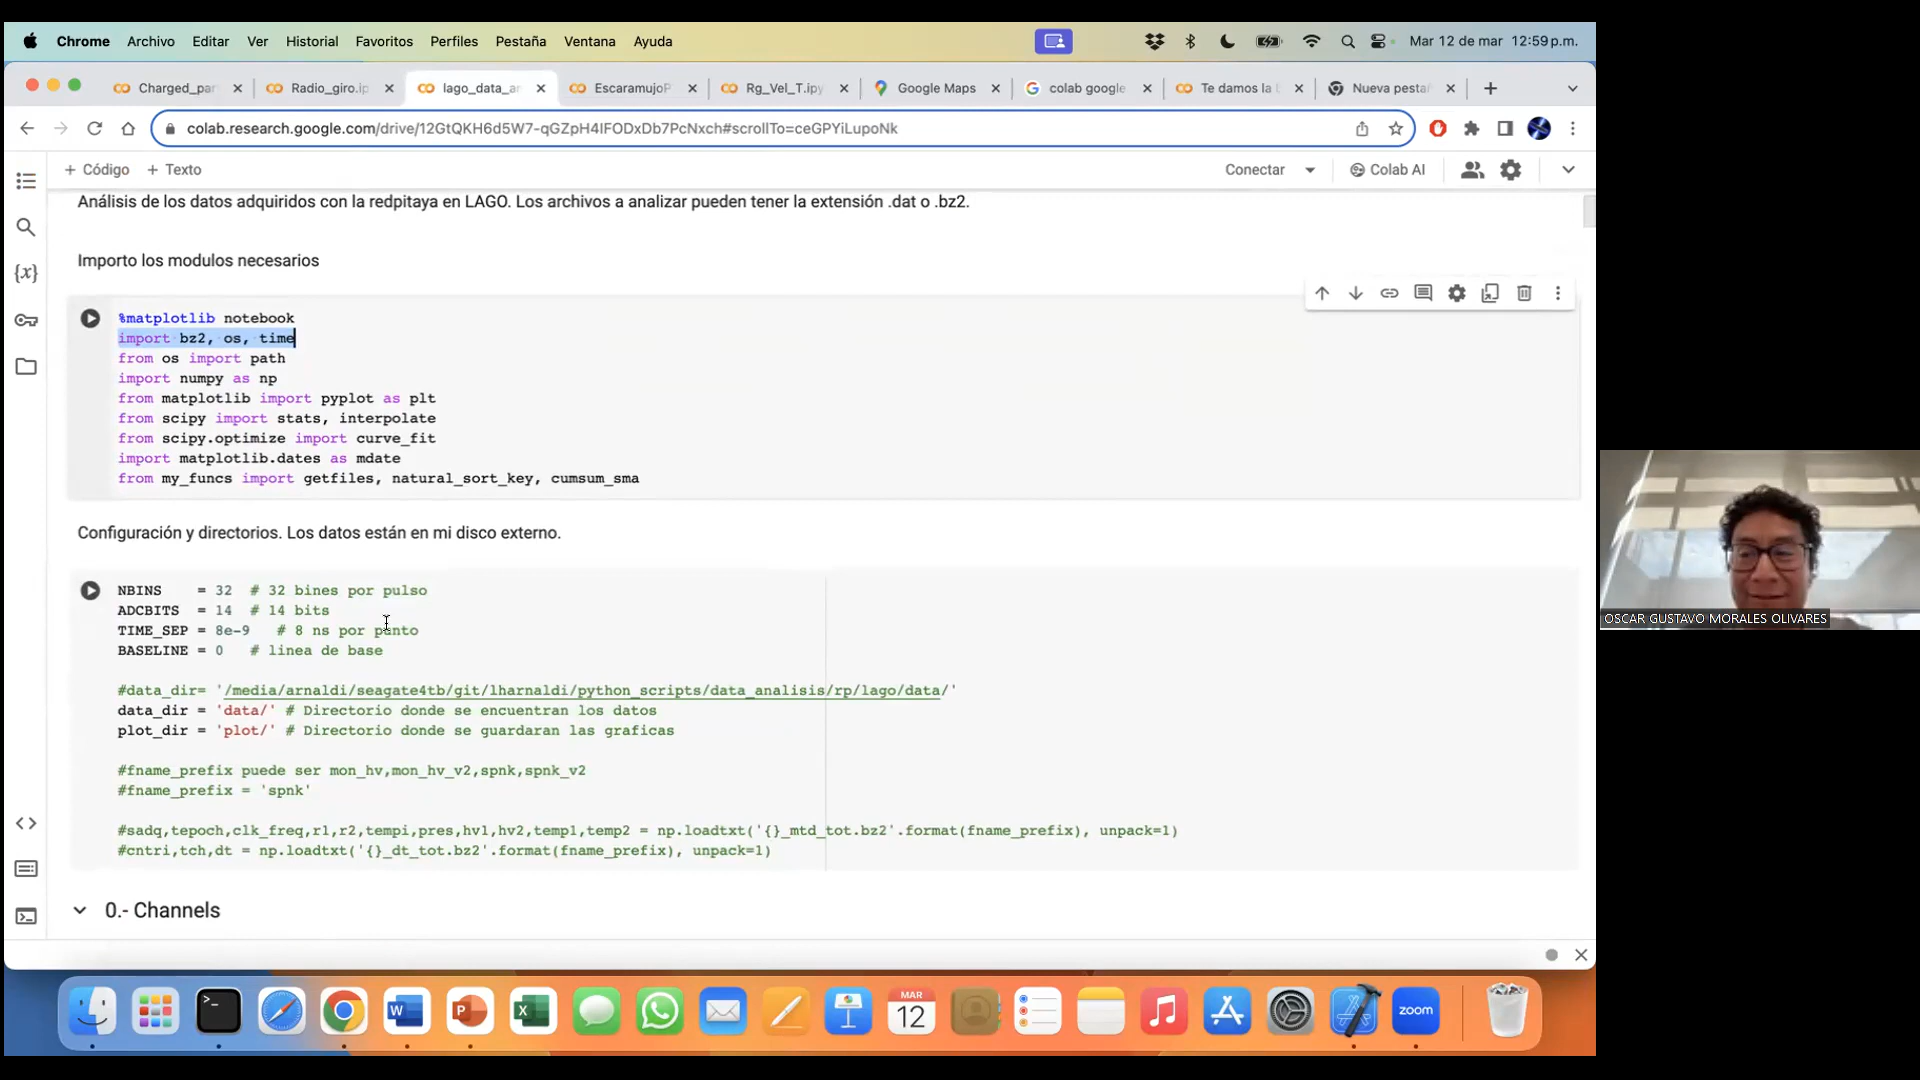 Chrome Archivo Editar Ver Historial Favoritos Perfiles Pestaña Ventana Ayuda
Mar 12 de mar 12:59 p.m.
Charged_par
Radio_giro.ip
lago_data_an
EscaramujoP
Rg_Vel_T.ipy
Google Maps
colab google
Te damos la b
Nueva pestañ
colab.research.google.com/drive/12GtQKH6d5W7-qGZpH4IFODxDb7PcNxch#scrollTo=ceGPYiLupoNk
+ Código + Texto
Conectar
Colab AI
Análisis de los datos adquiridos con la redpitaya en LAGO. Los archivos a analizar pueden tener la extensión .dat o .bz2.
Importo los modulos necesarios
%matplotlib notebook
import bz2, os, time
from os import path
import numpy as np
from matplotlib import pyplot as plt
from scipy import stats, interpolate
from scipy.optimize import curve_fit
import matplotlib.dates as mdate
from my_funcs import getfiles, natural_sort_key, cumsum_sma
Configuración y directorios. Los datos están en mi disco externo.
NBINS = 32 # 32 bines por pulso
ADCBITS = 14 # 14 bits
TIME_SEP = 8e-9 # 8 ns por punto
BASELINE = 0 # linea de base
#data_dir= '/media/arnaldi/seagate4tb/git/lharnaldi/python_scripts/data_analisis/rp/lago/data/'
data_dir = 'data/' # Directorio donde se encuentran los datos
plot_dir = 'plot/' # Directorio donde se guardaran las graficas
#fname_prefix puede ser mon_hv,mon_hv_v2,spnk,spnk_v2
#fname_prefix = 'spnk'
#sadq,tepoch,clk_freq,r1,r2,tempi,pres,hv1,hv2,temp1,temp2 = np.loadtxt('{}_mtd_tot.bz2'.format(fname_prefix), unpack=1)
#cntri,tch,dt = np.loadtxt('{}_dt_tot.bz2'.format(fname_prefix), unpack=1)
0.- Channels
OSCAR GUSTAVO MORALES OLIVARES
MAR
12
zoom